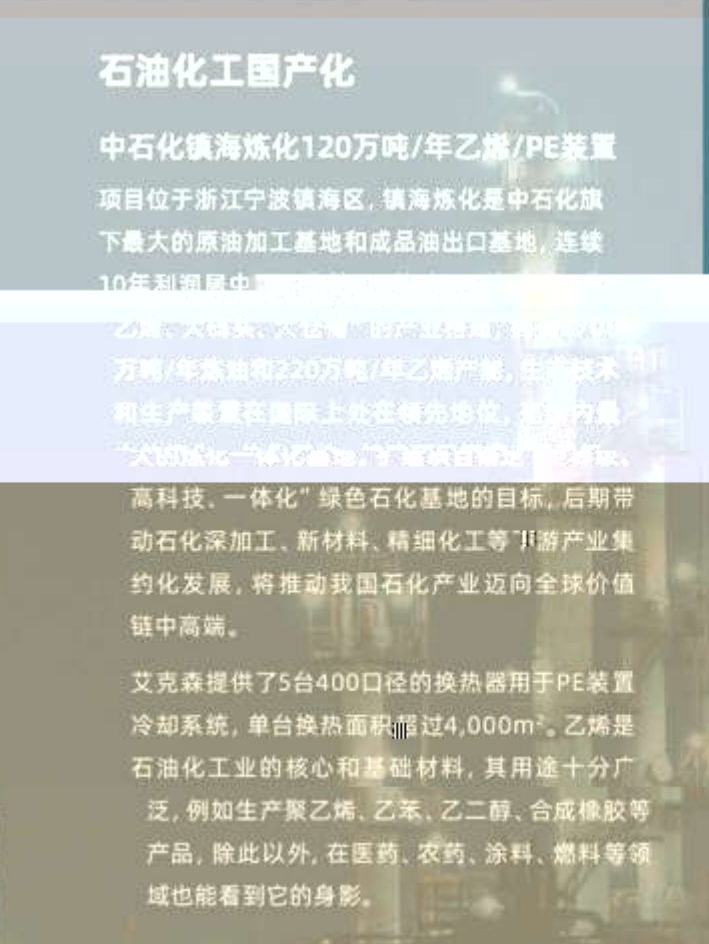 石油化工国产化
中石化镇海炼化120万吨/年乙烯/PE装置
项目位于浙江宁波镇海区, 镇海炼化是中石化旗
下最大的原油加工基地和成品油出口基地, 连续
10年利润居中
的产业
万吨/年炼油和220万吨/年乙烯产能,
和生产能量在国际上处在领先地位,
高科技、一体化”绿色石化基地的目标, 后期带
动石化深加工、新材料、精细化工等下游产业集
约化发展, 将推动我国石化产业迈向全球价值
链中高端。
艾克森提供了5台400口径的换热器用于PE装置
冷却系统, 单台换热面积超过4,000m²。乙烯是
石油化工业的核心和基础材料, 其用途十分广
泛, 例如生产聚乙烯、乙苯、乙二醇、合成橡胶等
产品, 除此以外, 在医药、农药、涂料、燃料等领
域也能看到它的身影。